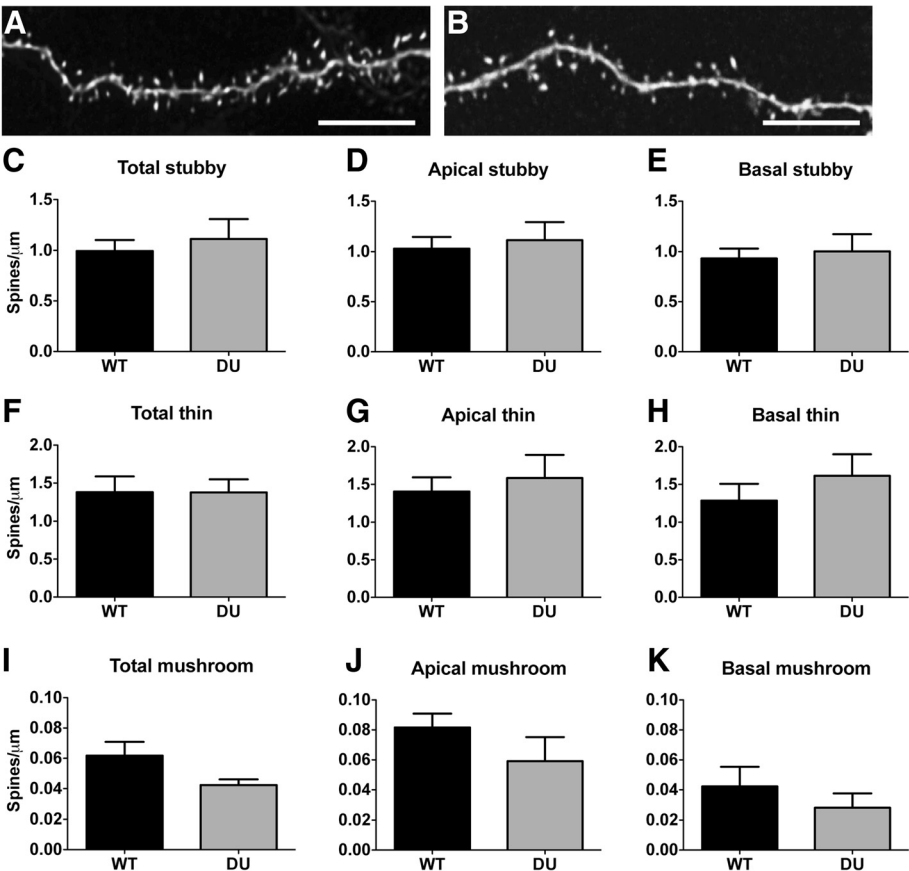 A
B
C
Total stubby
Spines/μm
1.5
1.0
0.5
0.0
WT
DU
D
Apical stubby
1.5
1.0
0.5
0.0
WT
DU
E
Basal stubby
1.5
1.0
0.5
0.0
WT
DU
F
Total thin
Spines/μm
2.0
1.5
1.0
0.5
0.0
WT
DU
G
Apical thin
2.0
1.5
1.0
0.5
0.0
WT
DU
H
Basal thin
2.0
1.5
1.0
0.5
0.0
WT
DU
I
Total mushroom
Spines/μm
0.10
0.08
0.06
0.04
0.02
0.00
WT
DU
J
Apical mushroom
0.10
0.08
0.06
0.04
0.02
0.00
WT
DU
K
Basal mushroom
0.10
0.08
0.06
0.04
0.02
0.00
WT
DU